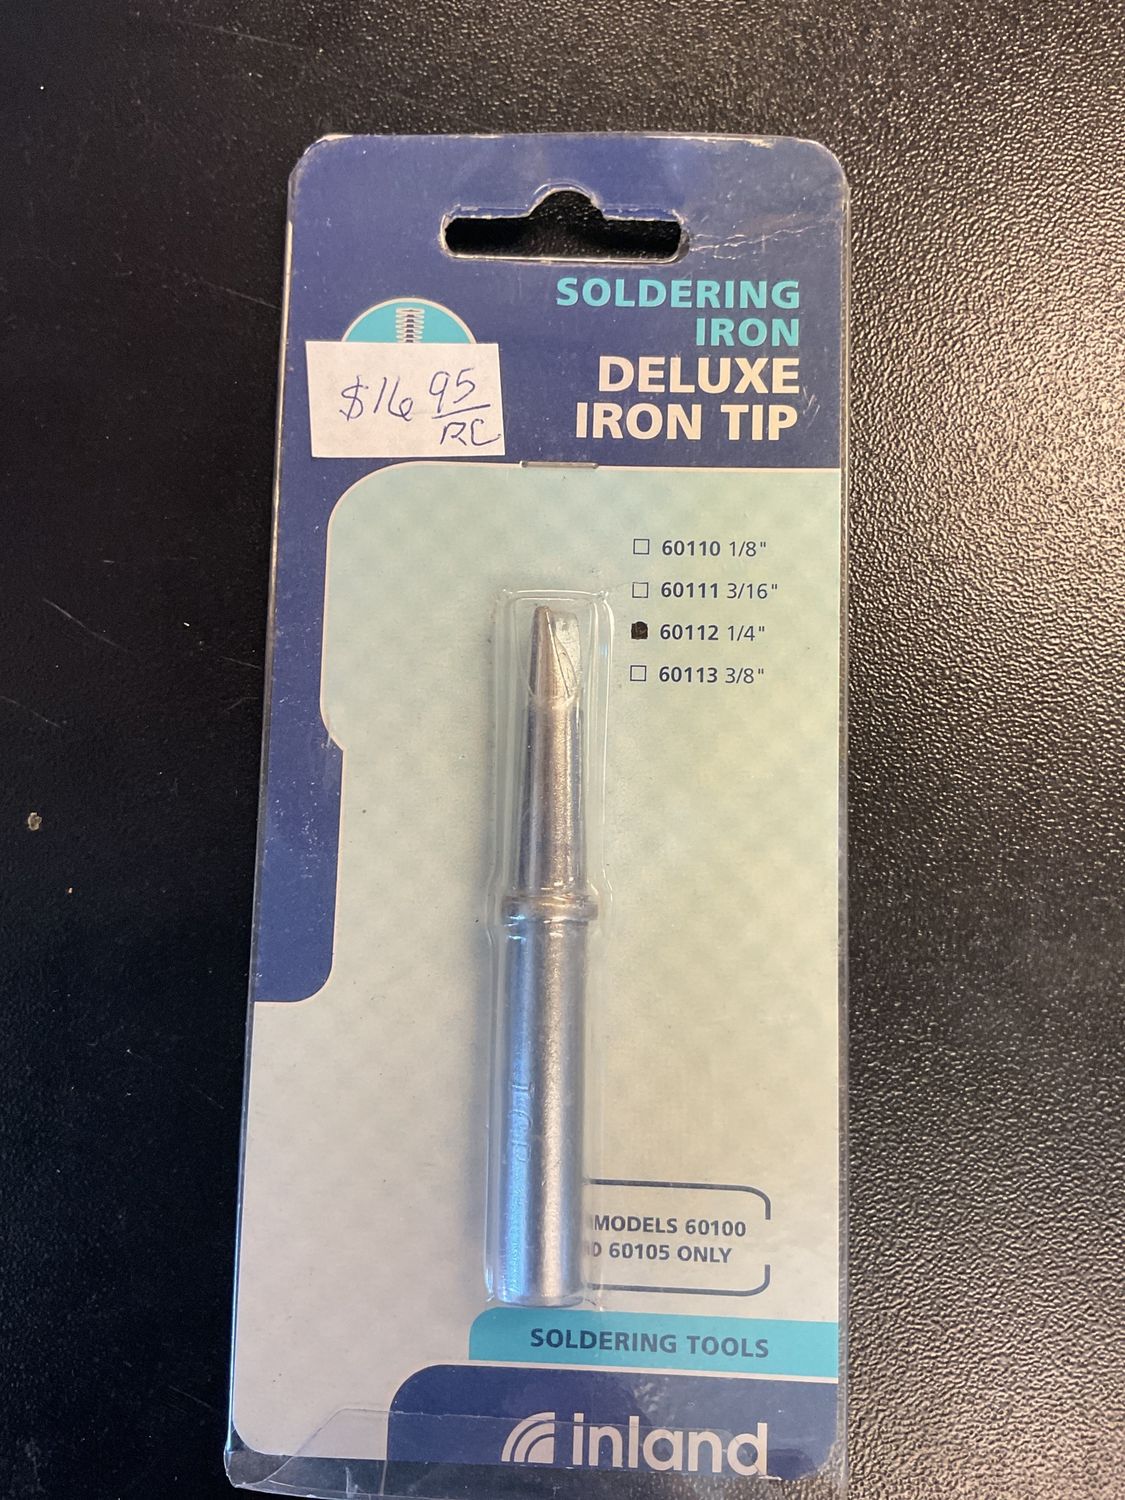 SOLDERING
IRON
DELUXE
IRON TIP
$16 95
RC
60110 1/8"
60111 3/16"
60112 1/4"
60113 3/8"
MODELS 60100
60105 ONLY
SOLDERING TOOLS
inland